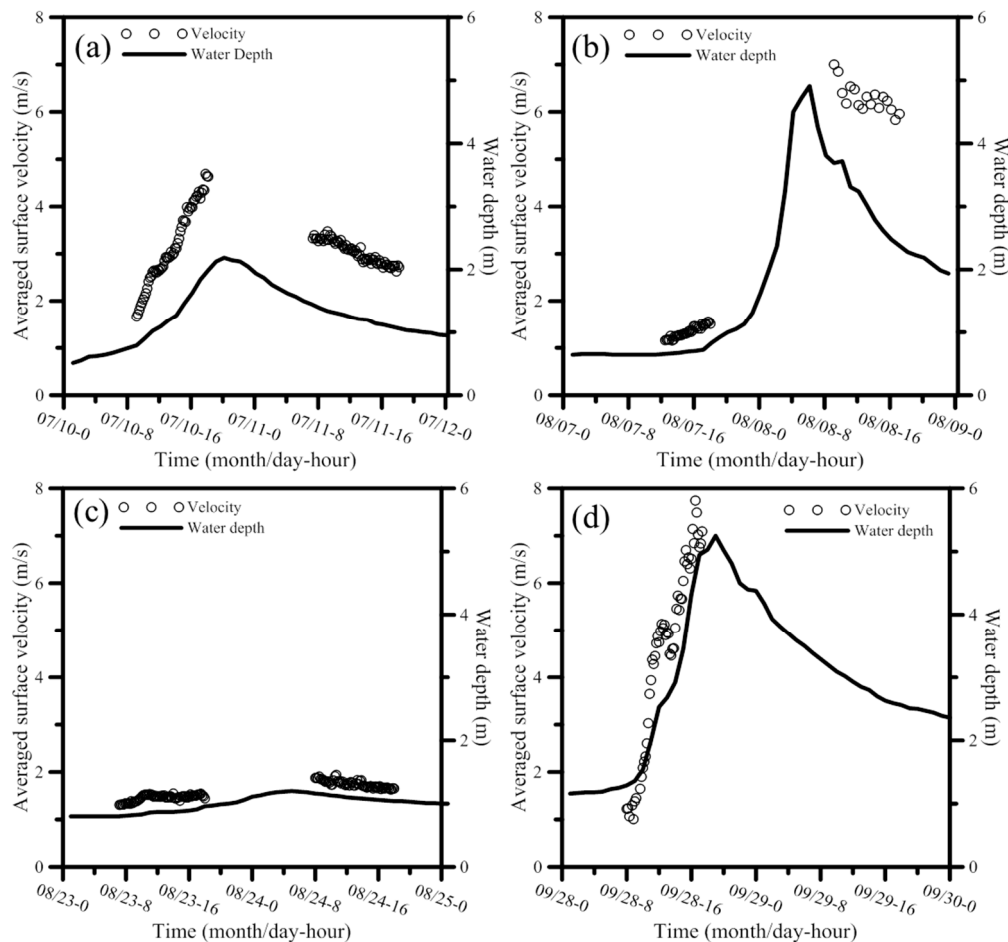 (a)
Velocity
Water Depth
Averaged surface velocity (m/s)
8
6
4
2
0
Water depth (m)
6
4
2
0
07/10-0 07/10-8 07/10-16 07/11-0 07/11-8 07/11-16 07/12-0
Time (month/day-hour)
(b)
Velocity
Water depth
Averaged surface velocity (m/s)
8
6
4
2
0
Water depth (m)
6
4
2
0
08/07-0 08/07-8 08/07-16 08/08-0 08/08-8 08/08-16 08/09-0
Time (month/day-hour)
(c)
Velocity
Water depth
Averaged surface velocity (m/s)
8
6
4
2
0
Water depth (m)
6
4
2
0
08/23-0 08/23-8 08/23-16 08/24-0 08/24-8 08/24-16 08/25-0
Time (month/day-hour)
(d)
Velocity
Water depth
Averaged surface velocity (m/s)
8
6
4
2
0
Water depth (m)
6
4
2
0
09/28-0 09/28-8 09/28-16 09/29-0 09/29-8 09/29-16 09/30-0
Time (month/day-hour)